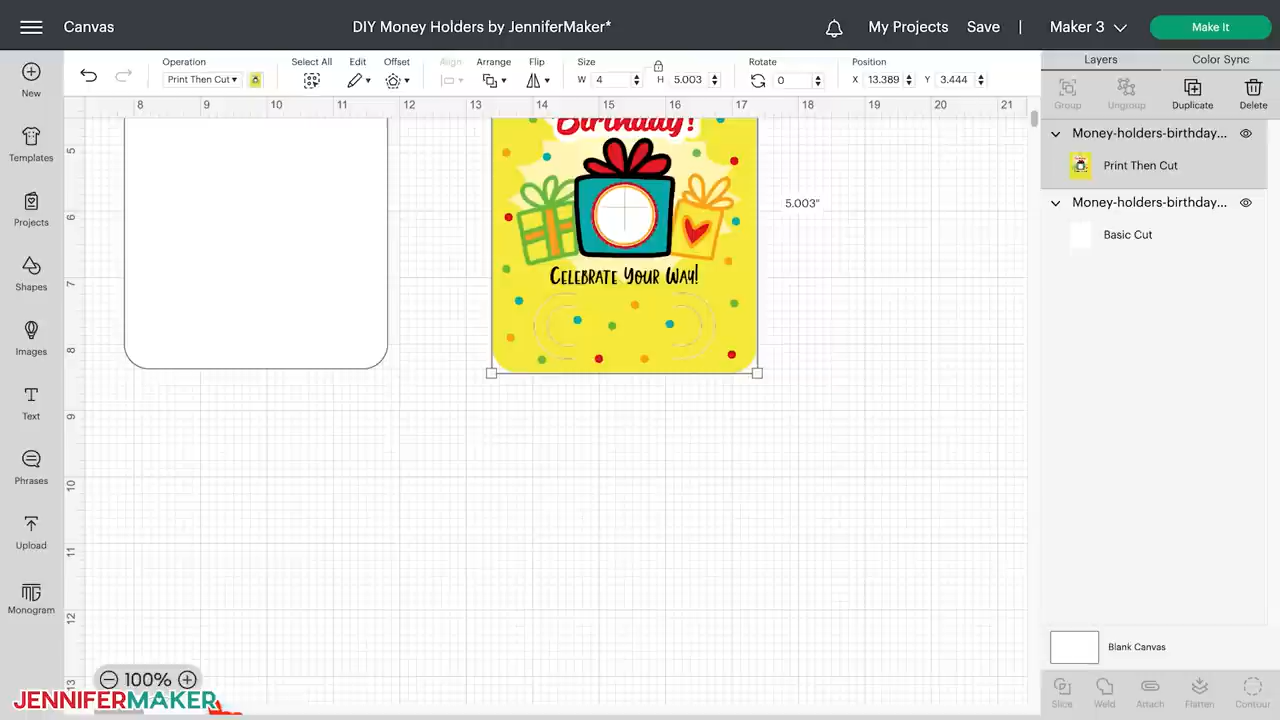 Canvas
DIY Money Holders by JenniferMaker*
My Projects Save | Maker 3
Make It
Operation
Print Then Cut
Select All
Edit
Offset
Align
Arrange
Flip
Size
W 4
H 5.003
Rotate
0
Position
X 13.389
Y 3.444
Layers
Color Sync
New
Templates
Projects
Shapes
Images
Text
Phrases
Upload
Monogram
8 9 10 11 12 13 14 15 16 17 18 19 20 21
5
6
7
8
9
10
11
12
13
Birthday!
Celebrate Your Way!
5.003"
Group
Ungroup
Duplicate
Delete
Money-holders-birthday...
Print Then Cut
Money-holders-birthday...
Basic Cut
Blank Canvas
Slice
Weld
Attach
Flatten
Contour
100%
JENNIFERMAKER